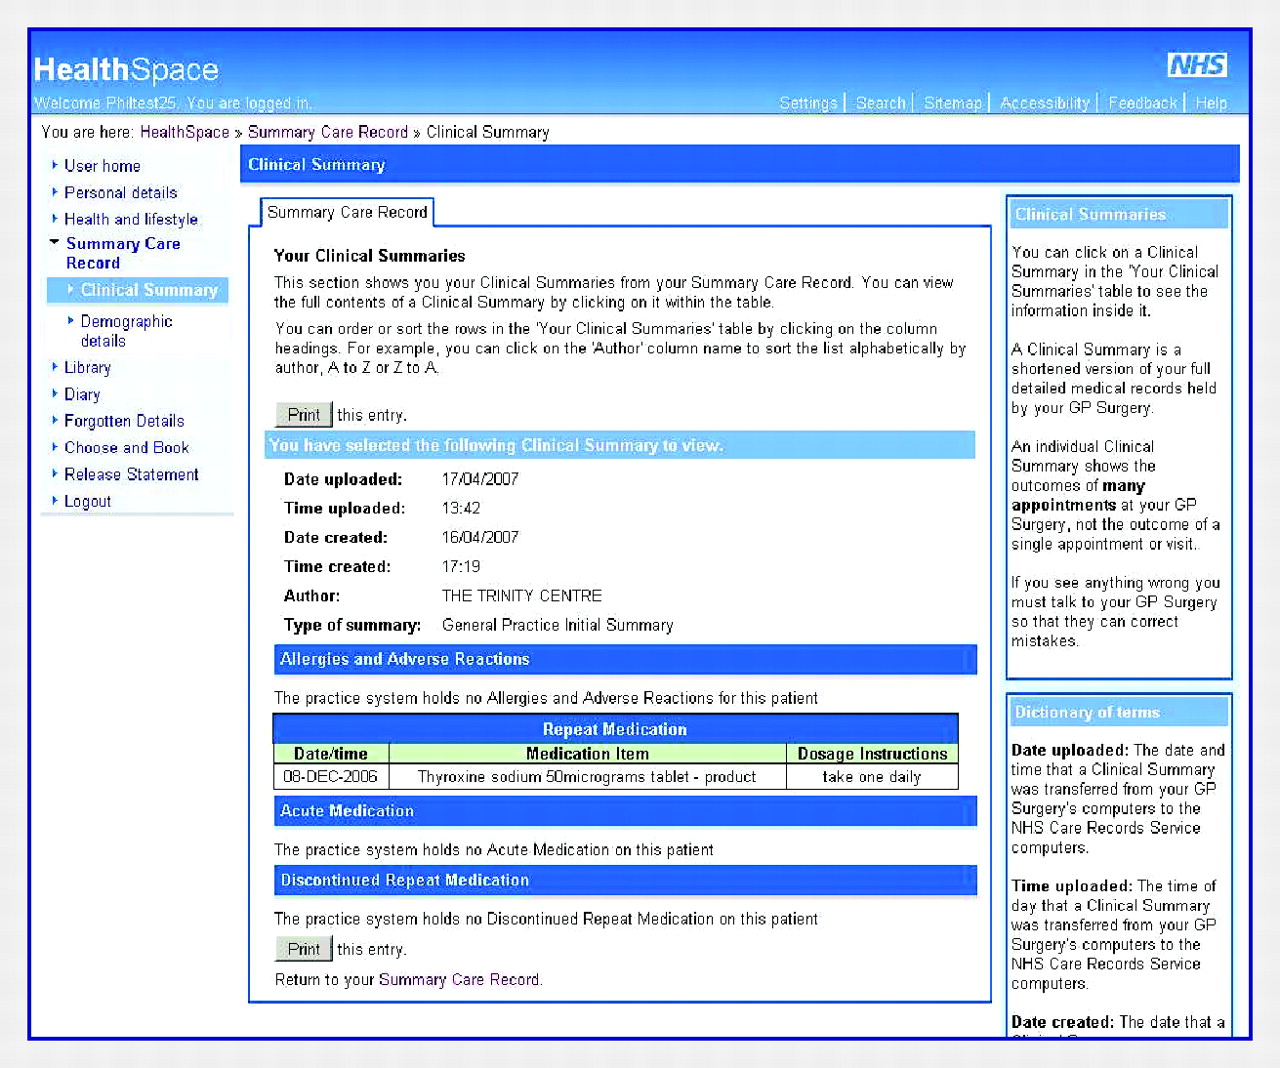 HealthSpace
NHS
Welcome Philtest25. You are logged in.
Settings | Search | Sitemap | Accessibility | Feedback | Help
You are here: HealthSpace » Summary Care Record » Clinical Summary
User home
Personal details
Health and lifestyle
Summary Care
Record
Clinical Summary
Demographic
details
Library
Diary
Forgotten Details
Choose and Book
Release Statement
Logout
Clinical Summary
Summary Care Record
Your Clinical Summaries
This section shows you your Clinical Summaries from your Summary Care Record. You can view
the full contents of a Clinical Summary by clicking on it within the table.
You can order or sort the rows in the 'Your Clinical Summaries' table by clicking on the column
headings. For example, you can click on the 'Author' column name to sort the list alphabetically by
author, A to Z or Z to A.
Print this entry.
You have selected the following Clinical Summary to view.
Date uploaded: 17/04/2007
Time uploaded: 13:42
Date created: 16/04/2007
Time created: 17:19
Author: THE TRINITY CENTRE
Type of summary: General Practice Initial Summary
Allergies and Adverse Reactions
The practice system holds no Allergies and Adverse Reactions for this patient
Repeat Medication
Date/time Medication Item Dosage Instructions
08-DEC-2006 Thyroxine sodium 50micrograms tablet - product take one daily
Acute Medication
The practice system holds no Acute Medication on this patient
Discontinued Repeat Medication
The practice system holds no Discontinued Repeat Medication on this patient
Print this entry.
Return to your Summary Care Record.
Clinical Summaries
You can click on a Clinical
Summary in the 'Your Clinical
Summaries' table to see the
information inside it.
A Clinical Summary is a
shortened version of your full
detailed medical records held
by your GP Surgery.
An individual Clinical
Summary shows the
outcomes of many
appointments at your GP
Surgery, not the outcome of a
single appointment or visit.
If you see anything wrong you
must talk to your GP Surgery
so that they can correct
mistakes.
Dictionary of terms
Date uploaded: The date and
time that a Clinical Summary
was transferred from your GP
Surgery's computers to the
NHS Care Records Service
computers.
Time uploaded: The time of
day that a Clinical Summary
was transferred from your GP
Surgery's computers to the
NHS Care Records Service
computers.
Date created: The date that a